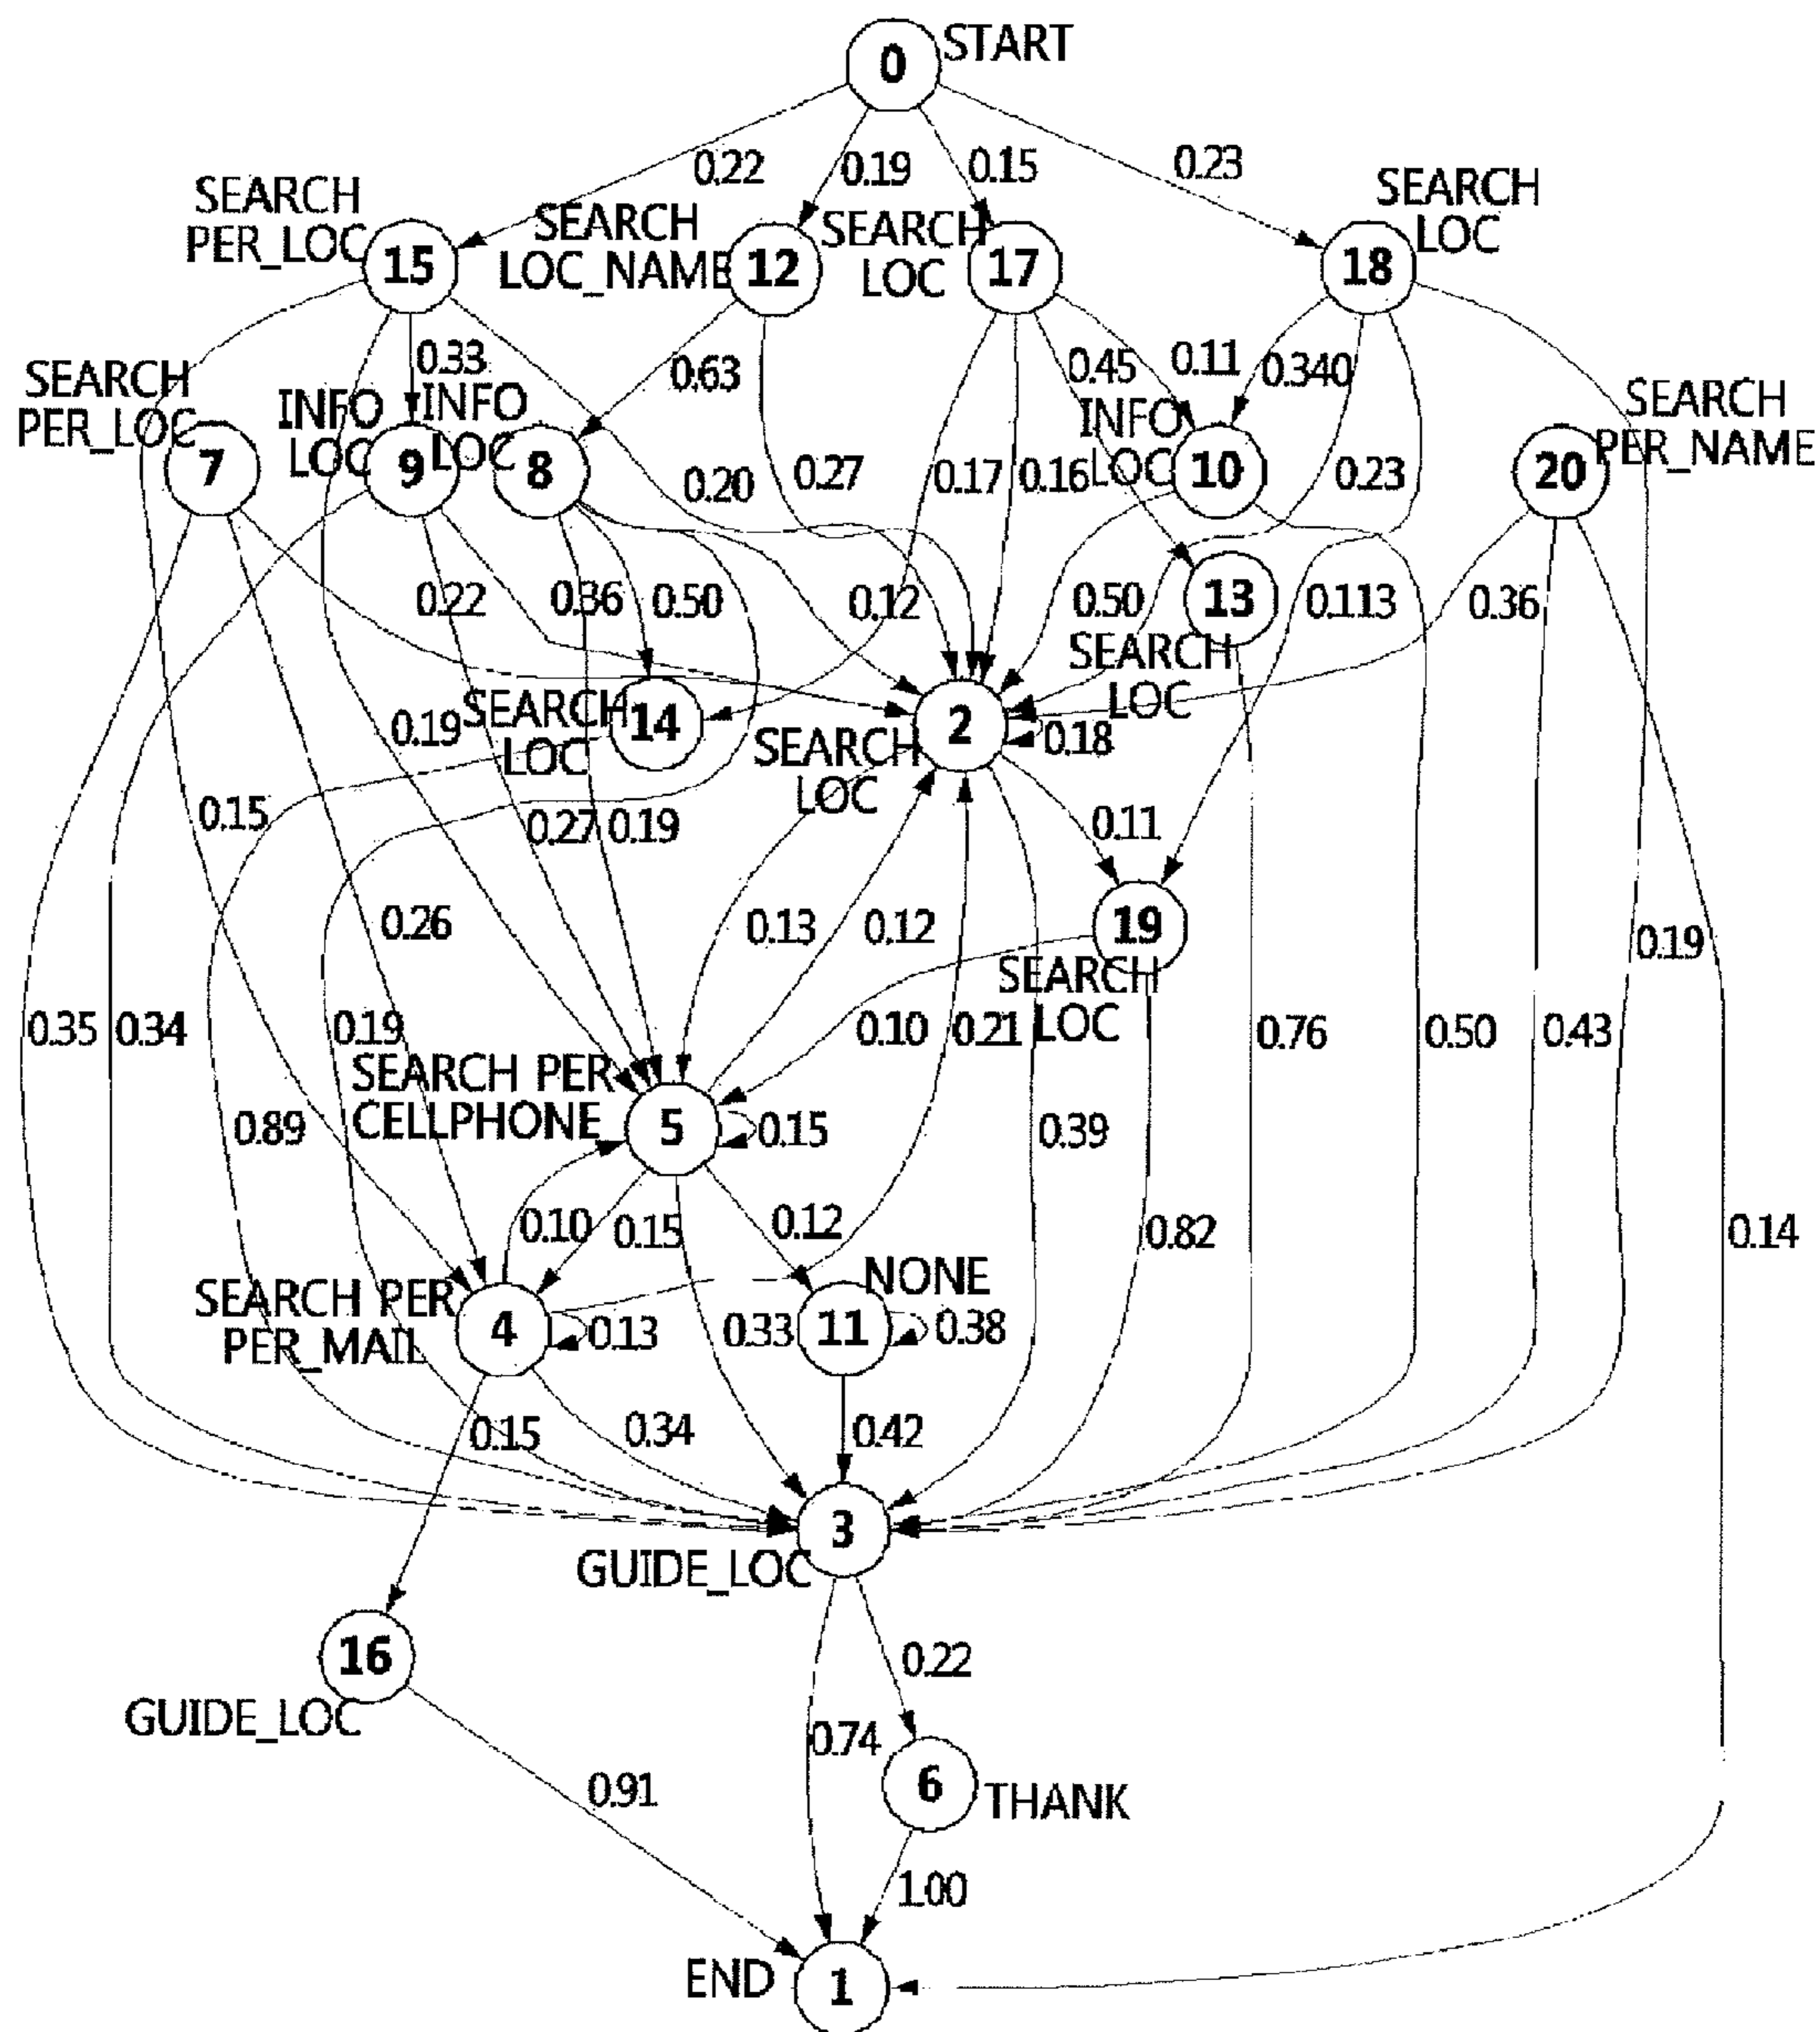 0 START
0.22 0.19 0.15 0.23
SEARCH
PER_LOC
15
SEARCH
LOC_NAME
12
SEARCH
LOC
17
SEARCH
LOC
18
0.33
0.63
0.45
0.11
0.340
SEARCH
PER_LOC
7
INFO
LOC
9
INFO
LOC
8
INFO
LOC
10
SEARCH
PER_NAME
20
0.20
0.27
0.17
0.16
0.23
0.22
0.36
0.50
0.12
0.50
13
0.113
0.36
SEARCH
LOC
0.19
SEARCH
LOC
14
SEARCH
LOC
2
0.18
0.15
0.27
0.19
0.11
0.26
0.13
0.12
19
SEARCH
LOC
0.19
0.35
0.34
0.19
0.10
0.21
0.76
0.50
0.43
SEARCH PER
CELLPHONE
5
0.89
0.15
0.39
0.10
0.15
0.12
0.82
0.14
SEARCH PER
PER_MAIL
4
0.13
0.33
NONE
11
0.38
0.15
0.34
0.42
3
GUIDE_LOC
16
GUIDE_LOC
0.22
0.74
0.91
6 THANK
1.00
END 1